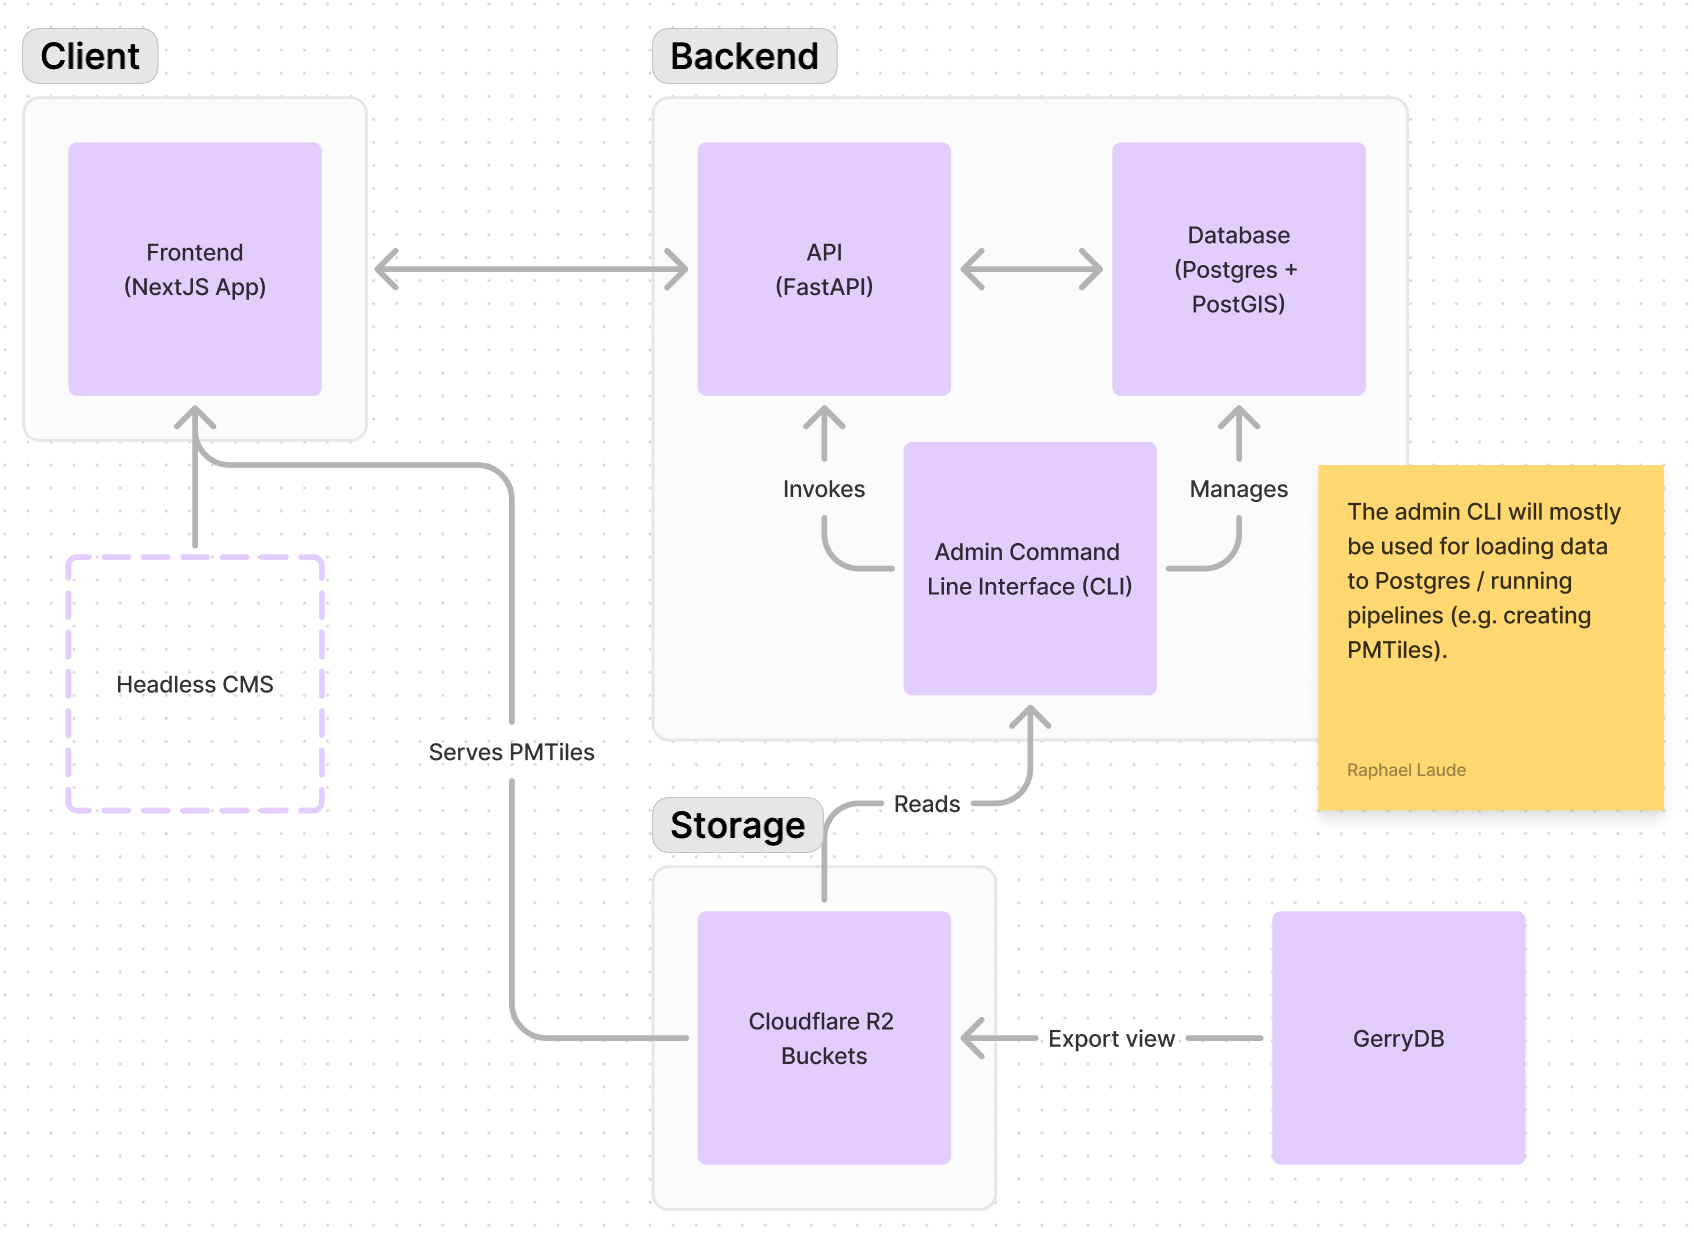 Client
Backend
Frontend
(NextJS App)
API
(FastAPI)
Database
(Postgres +
PostGIS)
Invokes
Manages
Admin Command
Line Interface (CLI)
The admin CLI will mostly
be used for loading data
to Postgres / running
pipelines (e.g. creating
PMTiles).
Raphael Laude
Headless CMS
Serves PMTiles
Reads
Storage
Cloudflare R2
Buckets
Export view
GerryDB